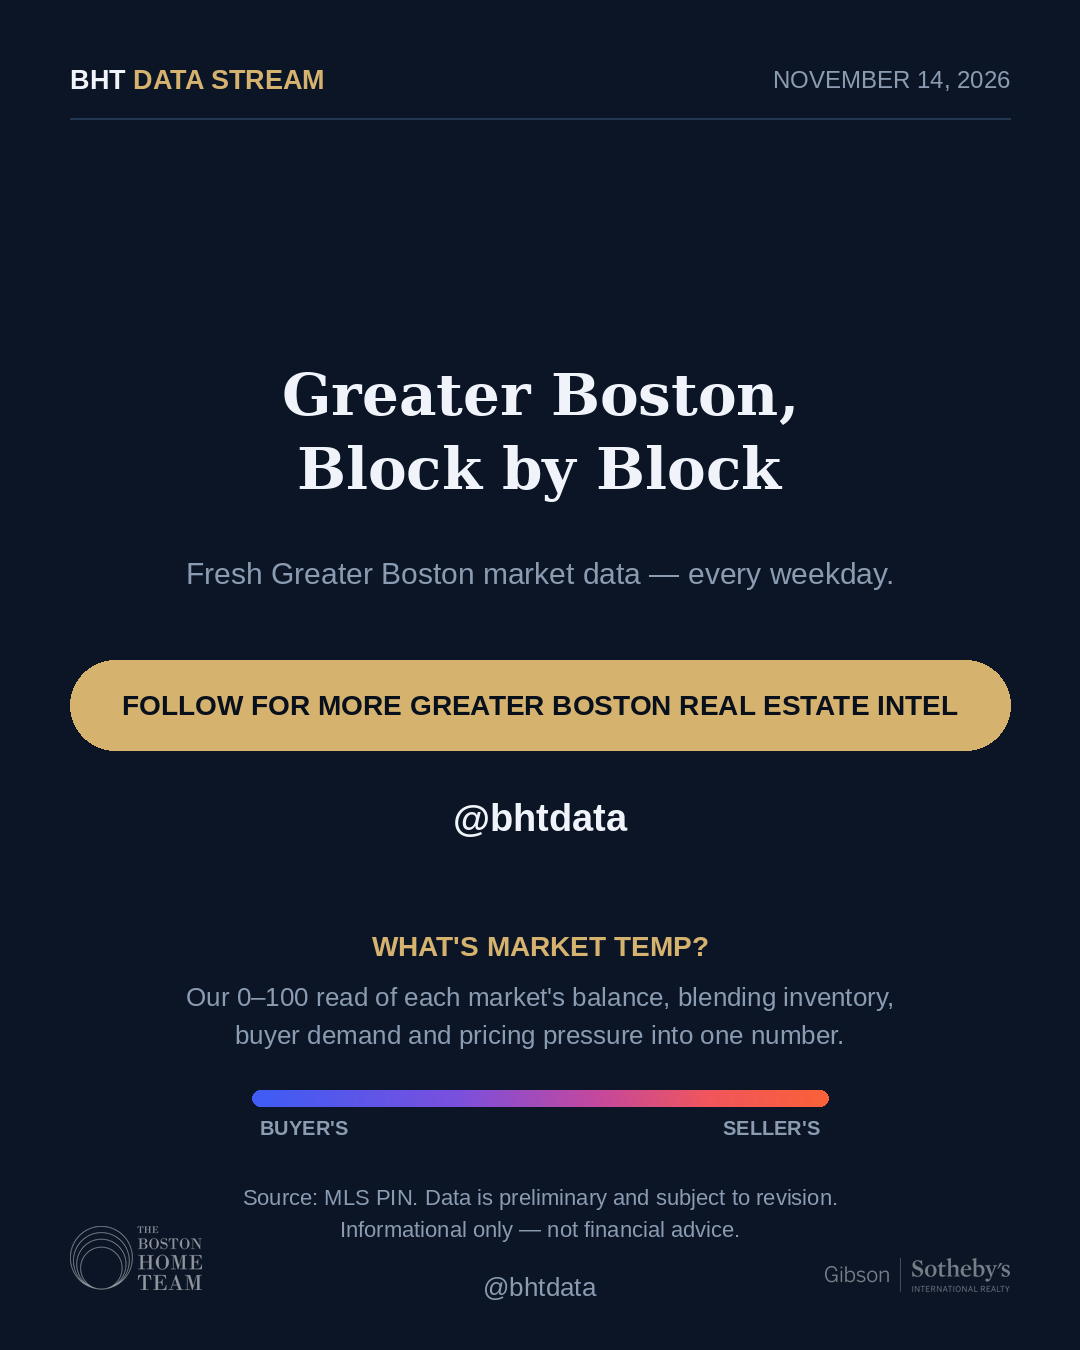 BHT DATA STREAM
NOVEMBER 14, 2026
Greater Boston,
Block by Block
Fresh Greater Boston market data — every weekday.
FOLLOW FOR MORE GREATER BOSTON REAL ESTATE INTEL
@bhtdata
WHAT'S MARKET TEMP?
Our 0–100 read of each market's balance, blending inventory,
buyer demand and pricing pressure into one number.
BUYER'S
SELLER'S
Source: MLS PIN. Data is preliminary and subject to revision.
Informational only — not financial advice.
THE
BOSTON
HOME
TEAM
@bhtdata
Gibson
Sotheby's
INTERNATIONAL REALTY